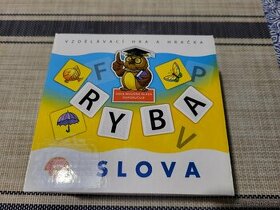 VZDĚLÁVACÍ HRA A HRAČKA
F P
RYBA
V
SLOVA